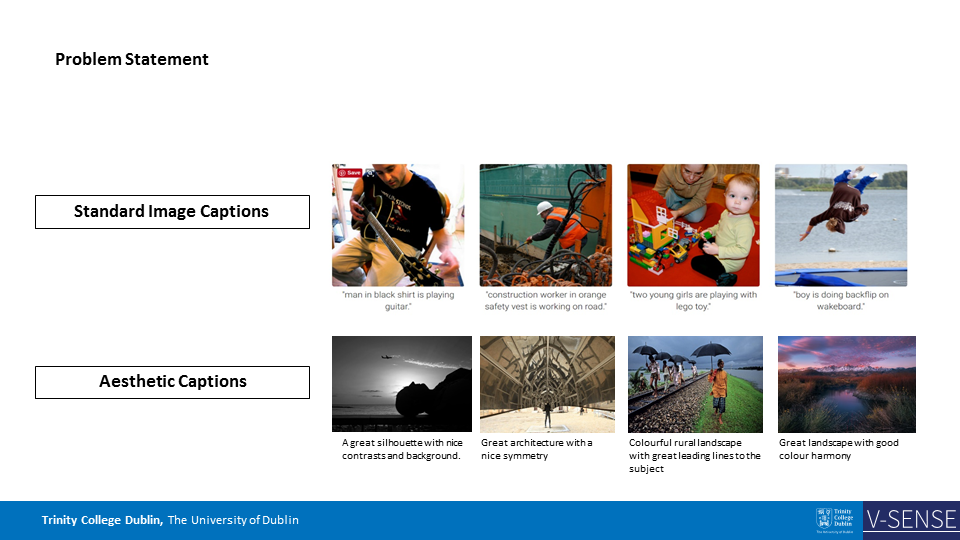 Problem Statement
Save
Standard Image Captions
"man in black shirt is playing
guitar."
"construction worker in orange
safety vest is working on road."
"two young girls are playing with
lego toy."
"boy is doing backflip on
wakeboard."
Aesthetic Captions
A great silhouette with nice
contrasts and background.
Great architecture with a
nice symmetry
Colourful rural landscape
with great leading lines to the
subject
Great landscape with good
colour harmony
Trinity College Dublin, The University of Dublin
Trinity
College
Dublin
The University of Dublin
V-SENSE